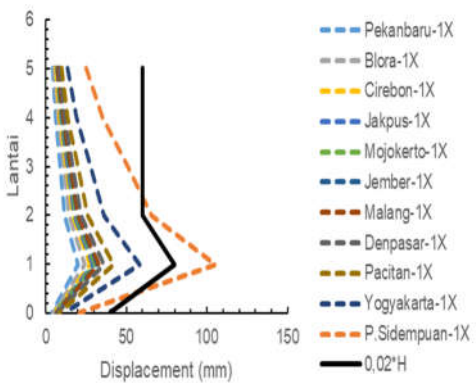 6
5
4
3
2
1
0
Lantai
0
50
100
150
Displacement (mm)
Pekanbaru-1X
Blora-1X
Cirebon-1X
Jakpus-1X
Mojokerto-1X
Jember-1X
Malang-1X
Denpasar-1X
Pacitan-1X
Yogyakarta-1X
P.Sidempuan-1X
0,02*H